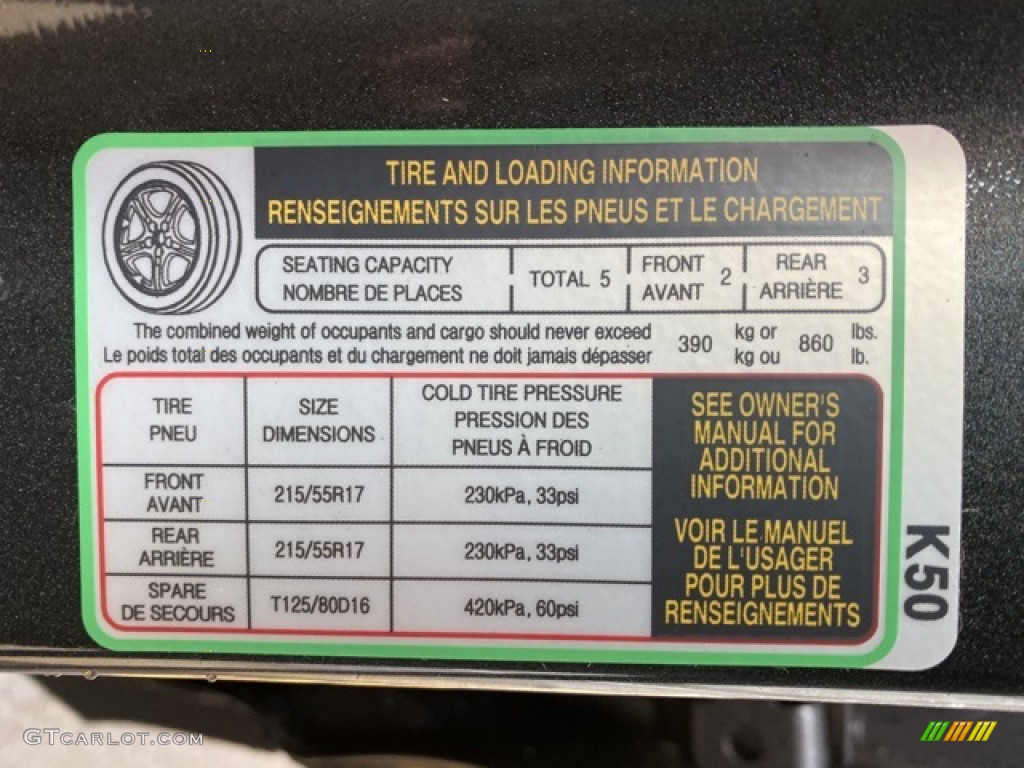 TIRE AND LOADING INFORMATION
RENSEIGNEMENTS SUR LES PNEUS ET LE CHARGEMENT
SEATING CAPACITY
NOMBRE DE PLACES
TOTAL 5
FRONT
AVANT
2
REAR
ARRIÈRE
3
The combined weight of occupants and cargo should never exceed
Le poids total des occupants et du chargement ne doit jamais dépasser
390
kg or
kg ou
860
lbs.
lb.
TIRE
PNEU
SIZE
DIMENSIONS
COLD TIRE PRESSURE
PRESSION DES
PNEUS À FROID
FRONT
AVANT
215/55R17
230kPa, 33psi
REAR
ARRIÈRE
215/55R17
230kPa, 33psi
SPARE
DE SECOURS
T125/80D16
420kPa, 60psi
SEE OWNER'S
MANUAL FOR
ADDITIONAL
INFORMATION
VOIR LE MANUEL
DE L'USAGER
POUR PLUS DE
RENSEIGNEMENTS
K50
GTCARLOT.COM